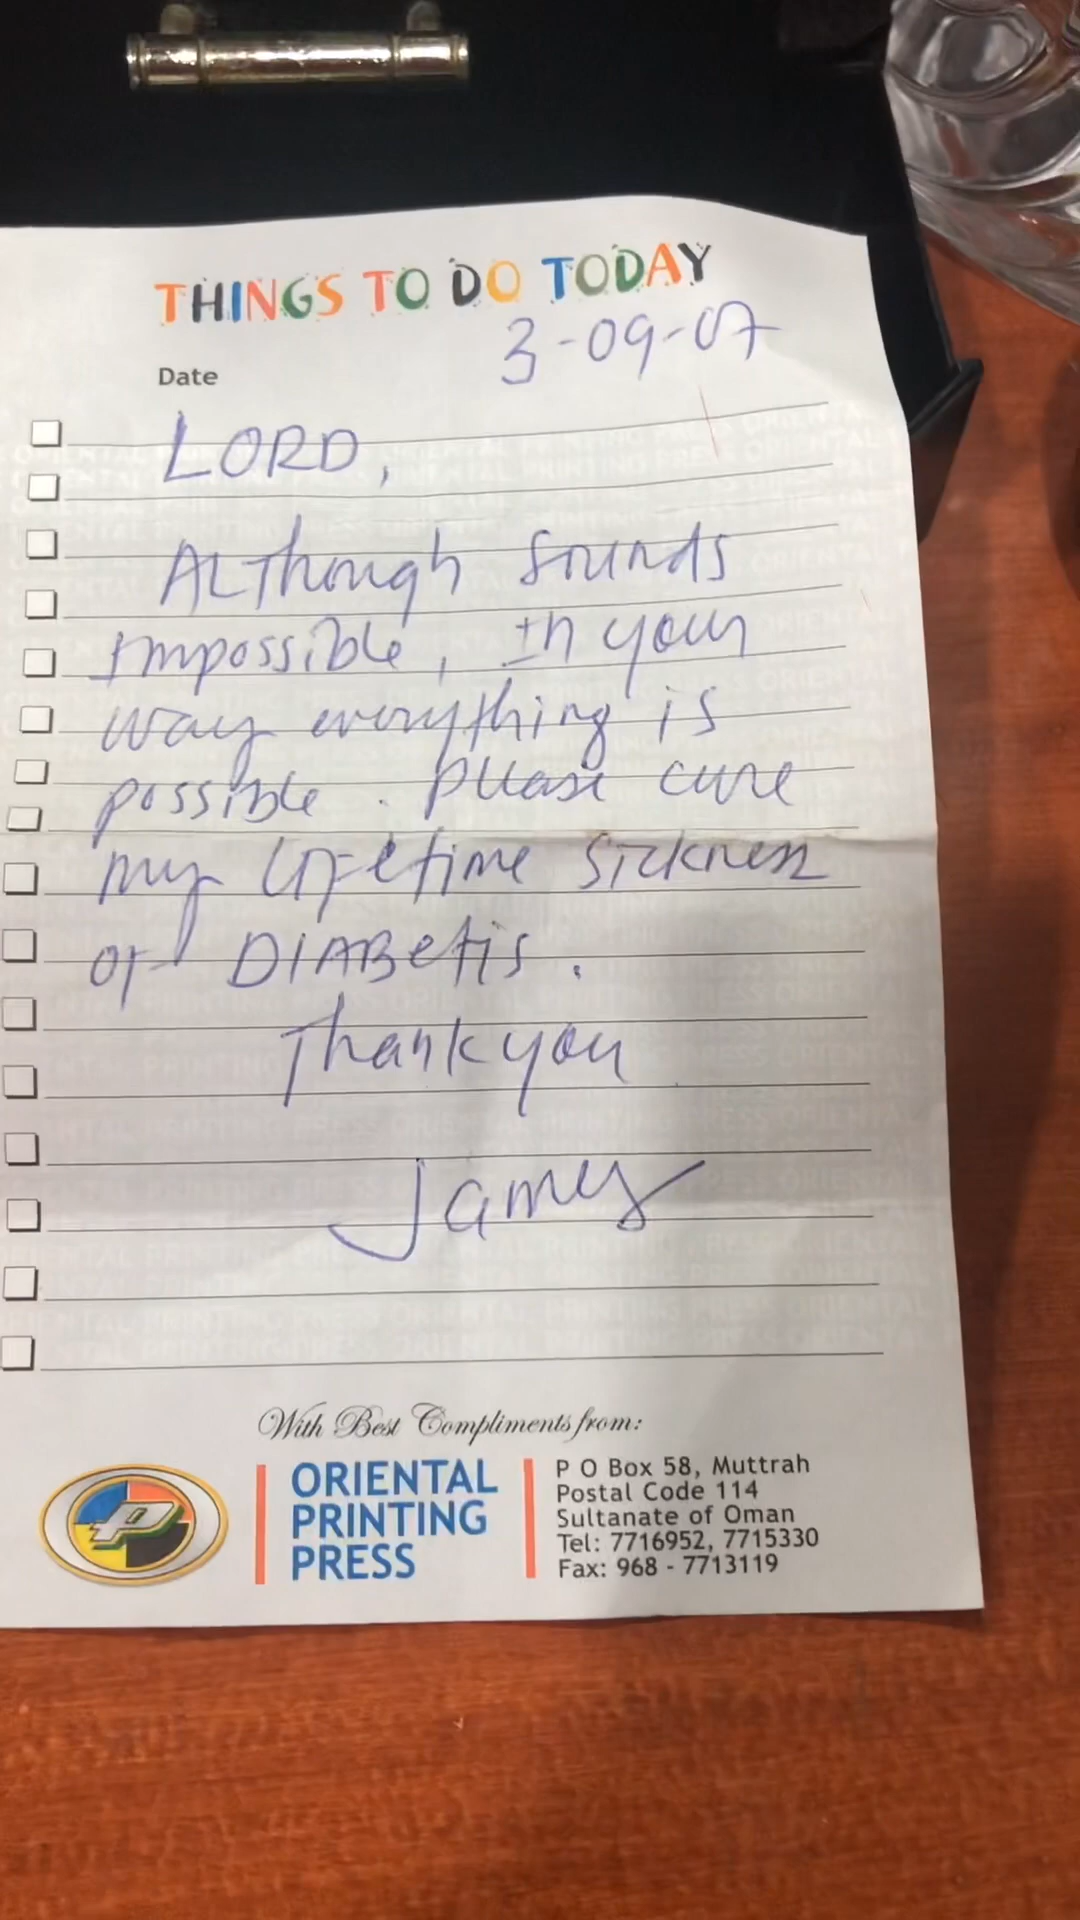 THINGS TO DO TODAY
3-09-07
Date
LORD,
ALthough sounds
Impossible, In your
way everything is
possible. please cure
my Lifetime sickness
of DIABetis.
Thank you
James
With Best Compliments from:
ORIENTAL
PRINTING
PRESS
P O Box 58, Muttrah
Postal Code 114
Sultanate of Oman
Tel: 7716952, 7715330
Fax: 968 - 7713119